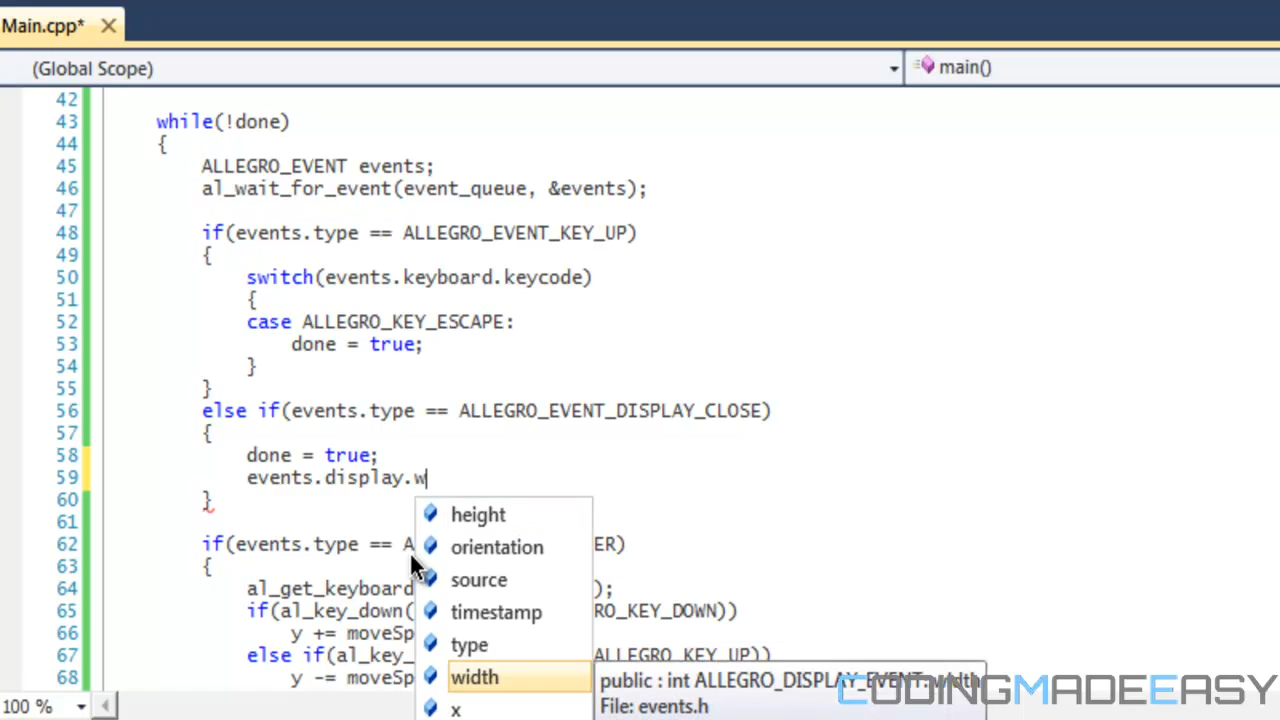 Main.cpp*
(Global Scope)
main()
42
43 while(!done)
44 {
45 ALLEGRO_EVENT events;
46 al_wait_for_event(event_queue, &events);
47
48 if(events.type == ALLEGRO_EVENT_KEY_UP)
49 {
50 switch(events.keyboard.keycode)
51 {
52 case ALLEGRO_KEY_ESCAPE:
53 done = true;
54 }
55 }
56 else if(events.type == ALLEGRO_EVENT_DISPLAY_CLOSE)
57 {
58 done = true;
59 events.display.w
60 }
61
62 if(events.type == A ER)
63 {
64 al_get_keyboard );
65 if(al_key_down( RO_KEY_DOWN))
66 y += moveSp
67 else if(al_key_ ALLEGRO_KEY_UP))
68 y -= moveSp
height
orientation
source
timestamp
type
width
x
public : int ALLEGRO_DISPLAY_EVENT::width
File: events.h
100 %
CODINGMADEEASY